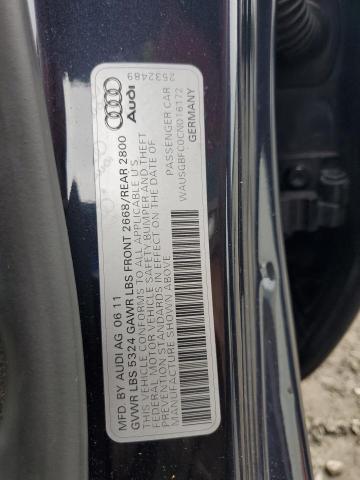 MFD BY AUDI AG 06 11
GVWR LBS 5324 GAWR LBS FRONT 2668/REAR 2800
THIS VEHICLE CONFORMS TO ALL APPLICABLE U.S.
FEDERAL MOTOR VEHICLE SAFETY BUMPER AND THEFT
PREVENTION STANDARDS IN EFFECT ON THE DATE OF
MANUFACTURE SHOWN ABOVE.
PASSENGER CAR
WAUSGBFC0CN016172
GERMANY
Audi
2532489